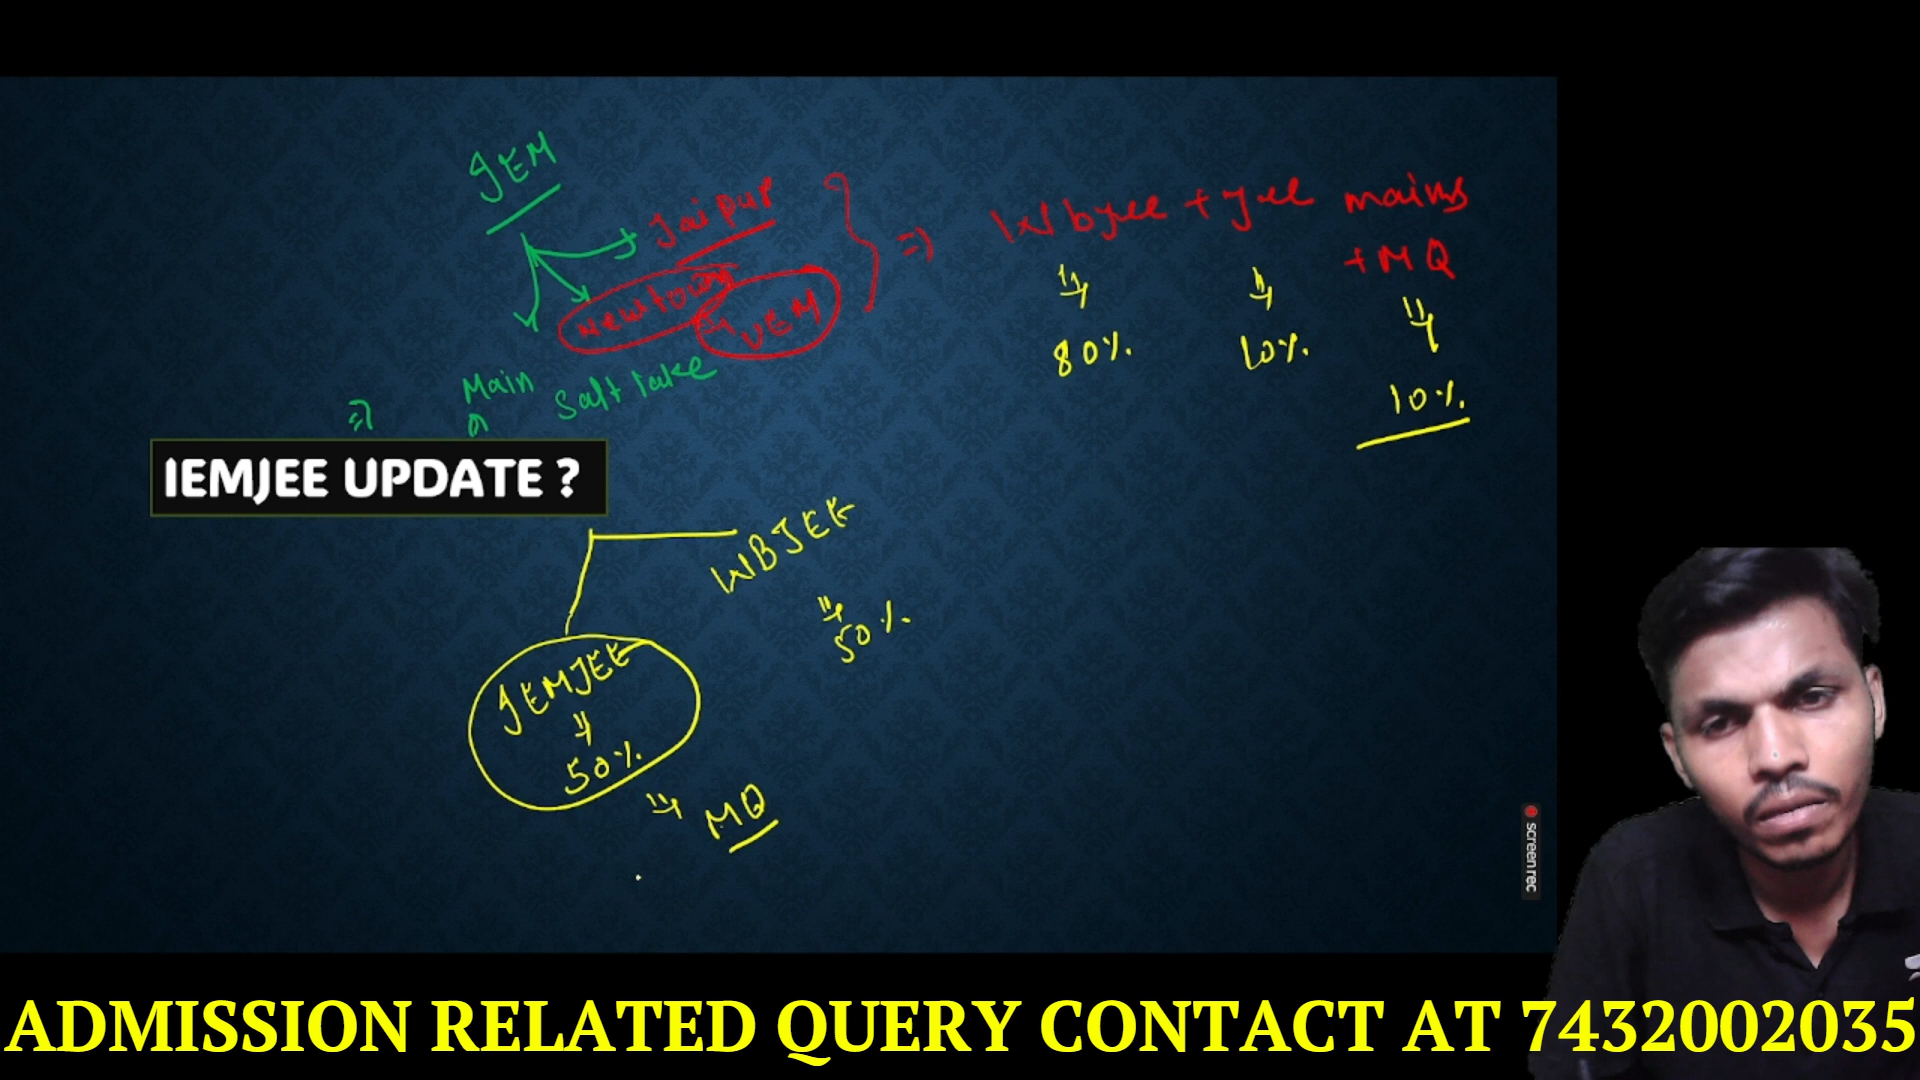 IEM
Jaipur
Newtown
UEM
Main
Salt lake
=> Wbjee + Jee mains
+ MQ
80%.
10%.
10%.
IEMJEE UPDATE ?
WBJEE
50%.
IEMJEE
50%.
MQ
screenrec
ADMISSION RELATED QUERY CONTACT AT 7432002035